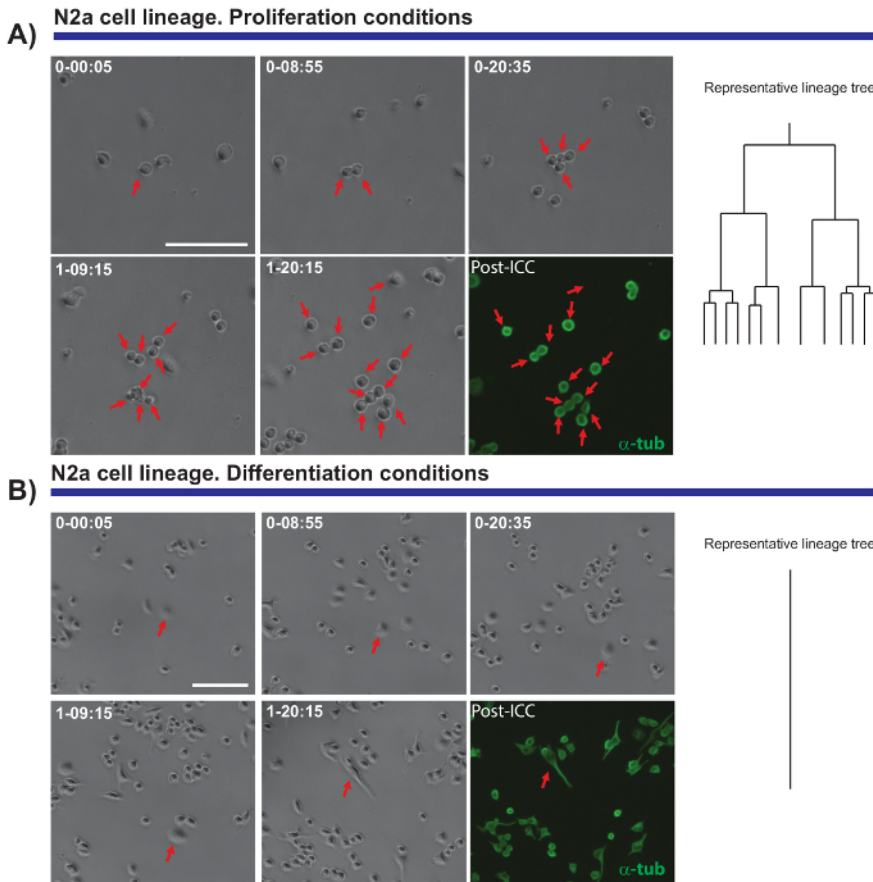 N2a cell lineage. Proliferation conditions
A)
0-00:05
0-08:55
0-20:35
Representative lineage tree
1-09:15
1-20:15
Post-ICC
α-tub
N2a cell lineage. Differentiation conditions
B)
0-00:05
0-08:55
0-20:35
Representative lineage tree
1-09:15
1-20:15
Post-ICC
α-tub